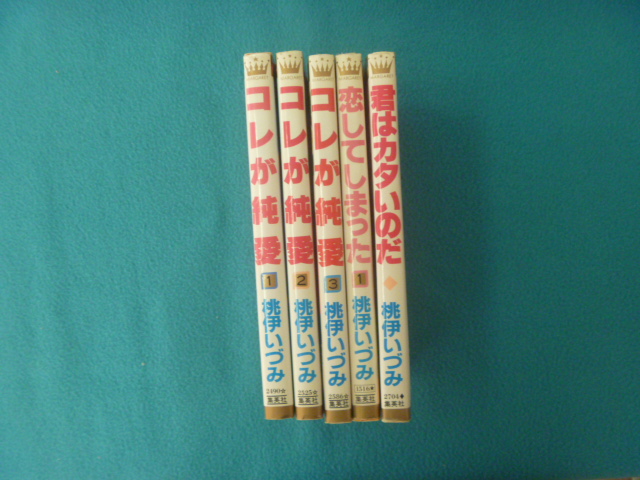 コレが純愛
1
桃伊いづみ
2490
集英社
コレが純愛
2
桃伊いづみ
2525
集英社
コレが純愛
3
桃伊いづみ
集英社
恋してしまった
1
桃伊いづみ
集英社
君はカタいのだ
桃伊いづみ
2704
集英社